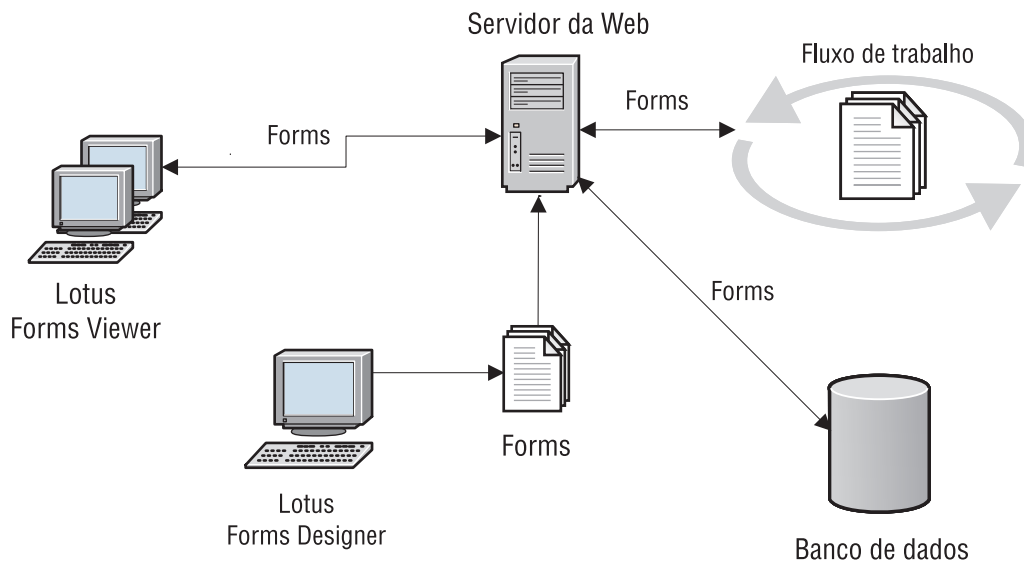 Servidor da Web
Fluxo de trabalho
Forms
Forms
Lotus
Forms Viewer
Forms
Forms
Lotus
Forms Designer
Banco de dados